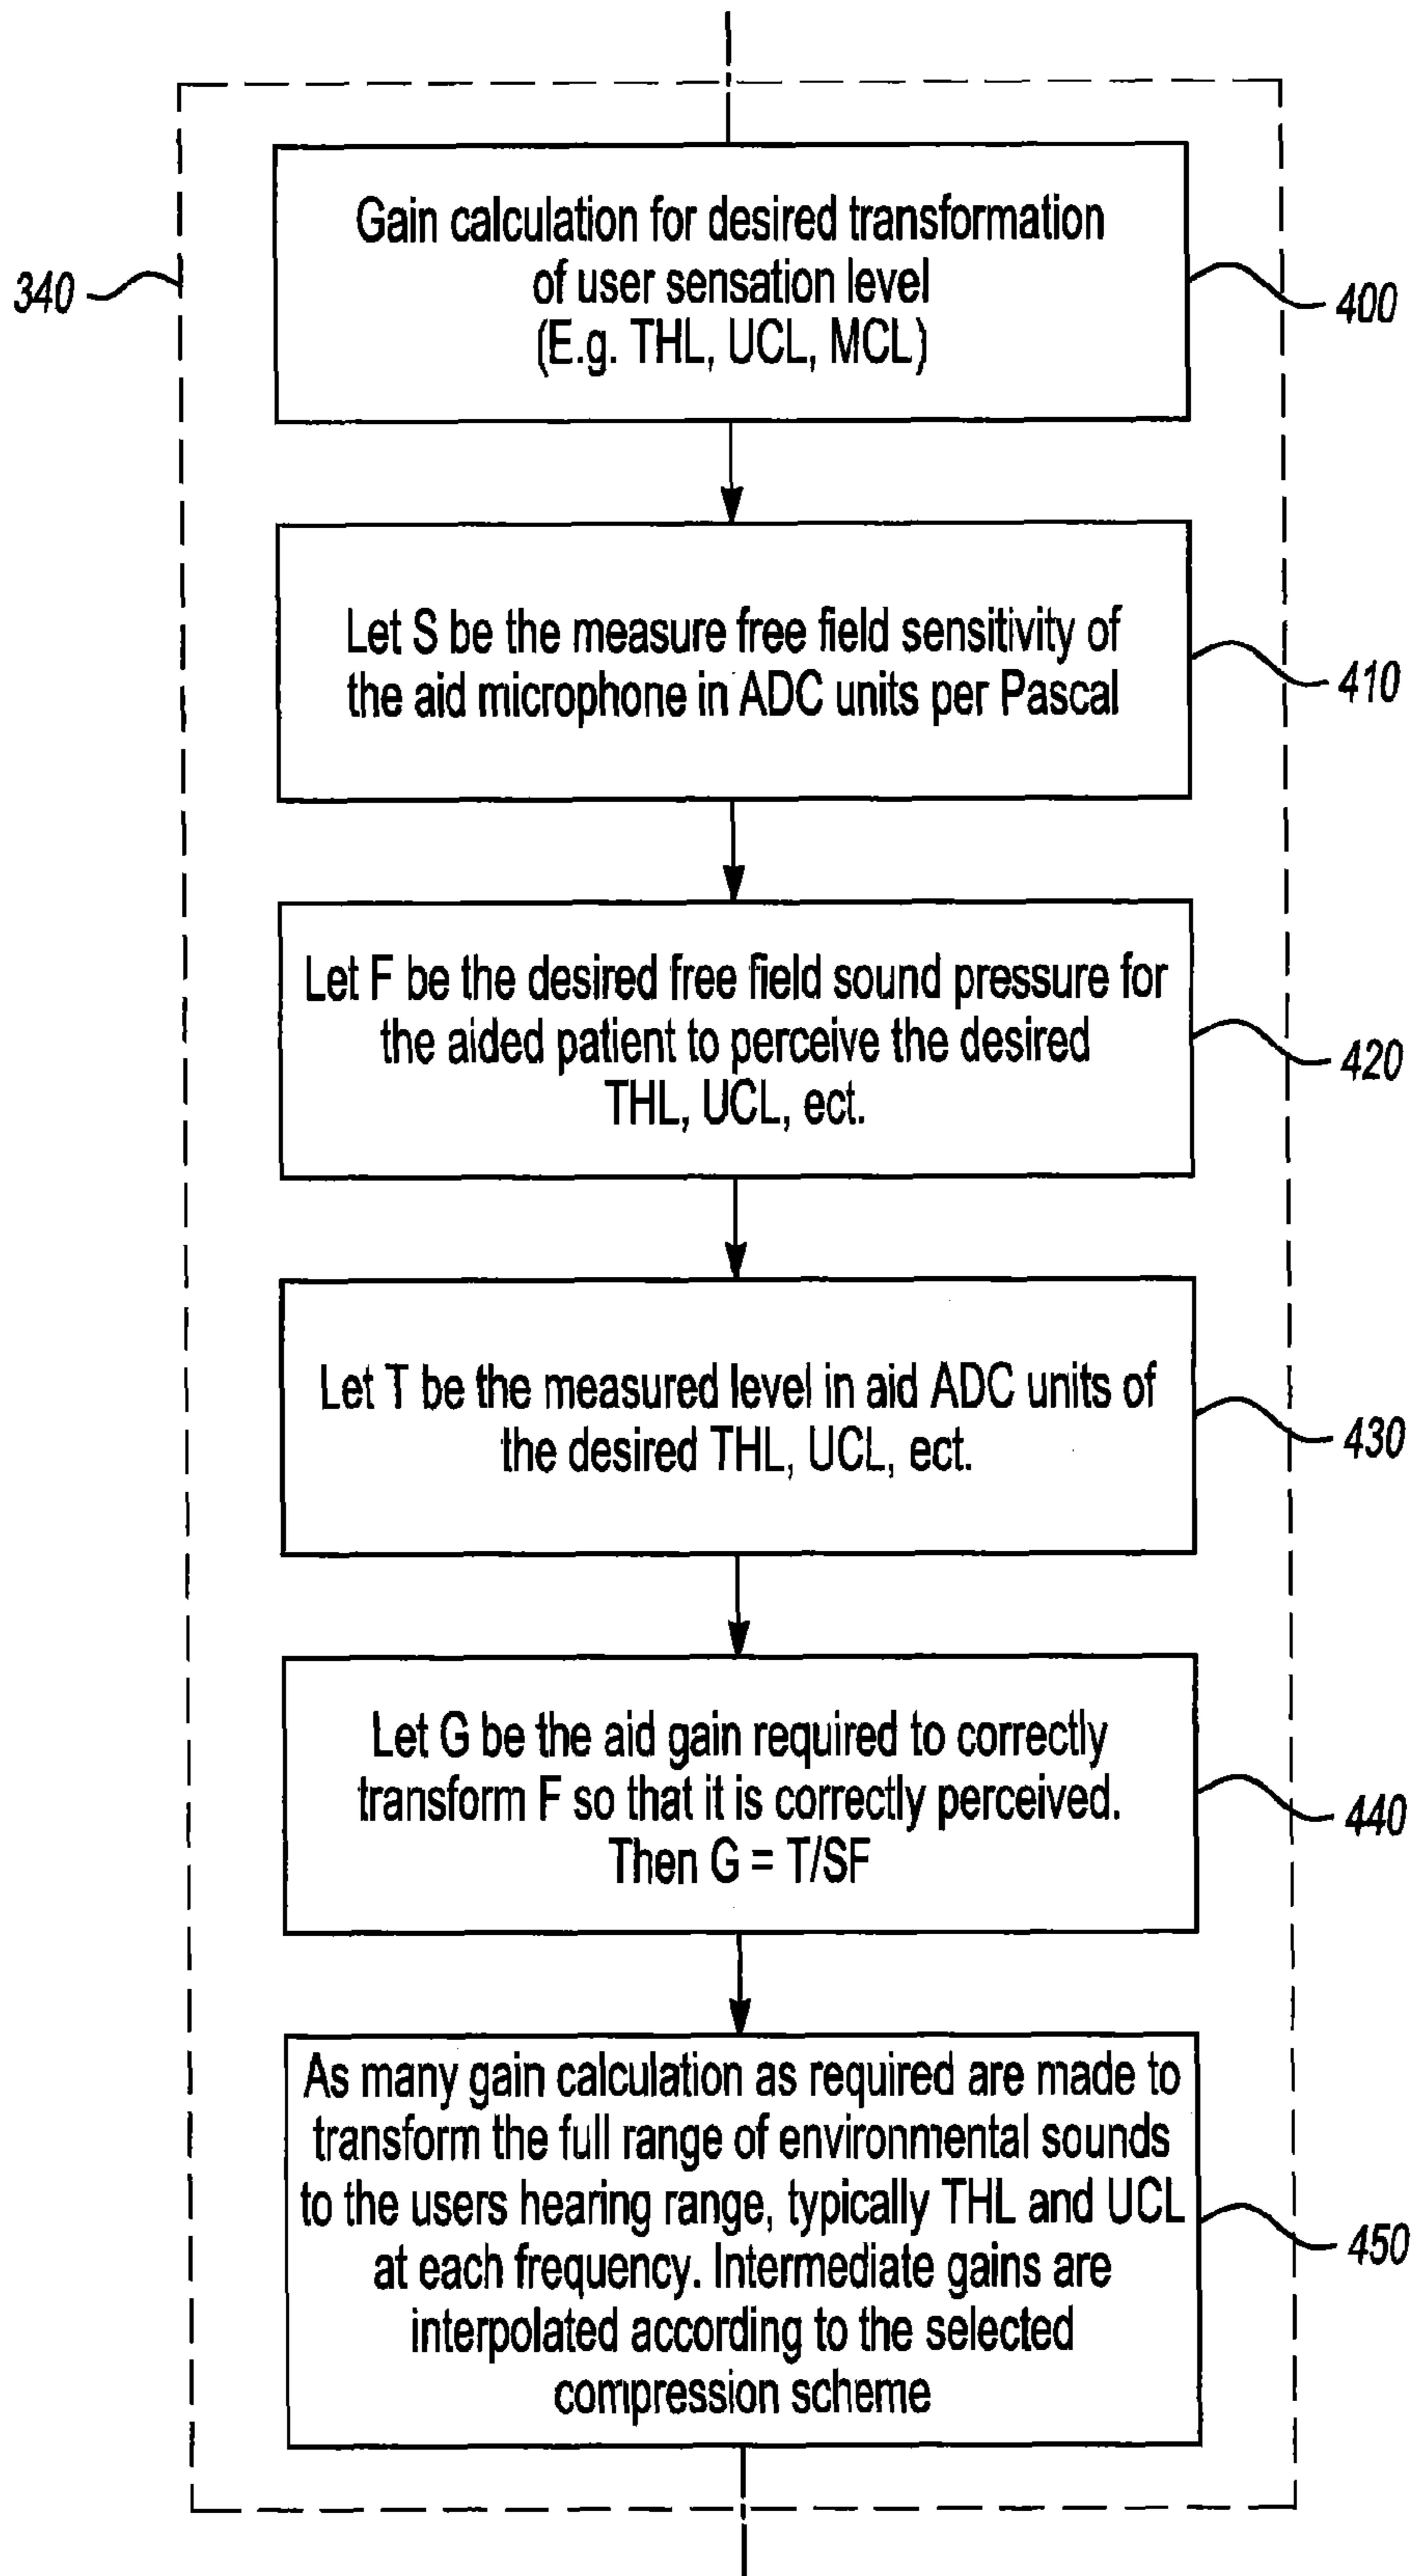 340
Gain calculation for desired transformation
of user sensation level
(E.g. THL, UCL, MCL)
400
Let S be the measure free field sensitivity of
the aid microphone in ADC units per Pascal
410
Let F be the desired free field sound pressure for
the aided patient to perceive the desired
THL, UCL, ect.
420
Let T be the measured level in aid ADC units of
the desired THL, UCL, ect.
430
Let G be the aid gain required to correctly
transform F so that it is correctly perceived.
Then G = T/SF
440
As many gain calculation as required are made to
transform the full range of environmental sounds
to the users hearing range, typically THL and UCL
at each frequency. Intermediate gains are
interpolated according to the selected
compression scheme
450